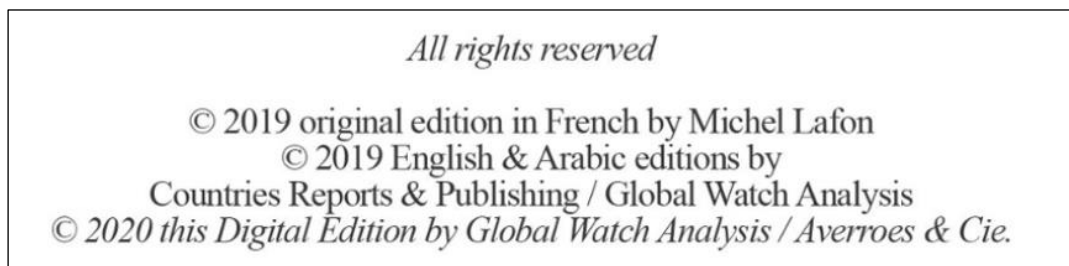 All rights reserved
© 2019 original edition in French by Michel Lafon
© 2019 English & Arabic editions by
Countries Reports & Publishing / Global Watch Analysis
© 2020 this Digital Edition by Global Watch Analysis / Averroes & Cie.